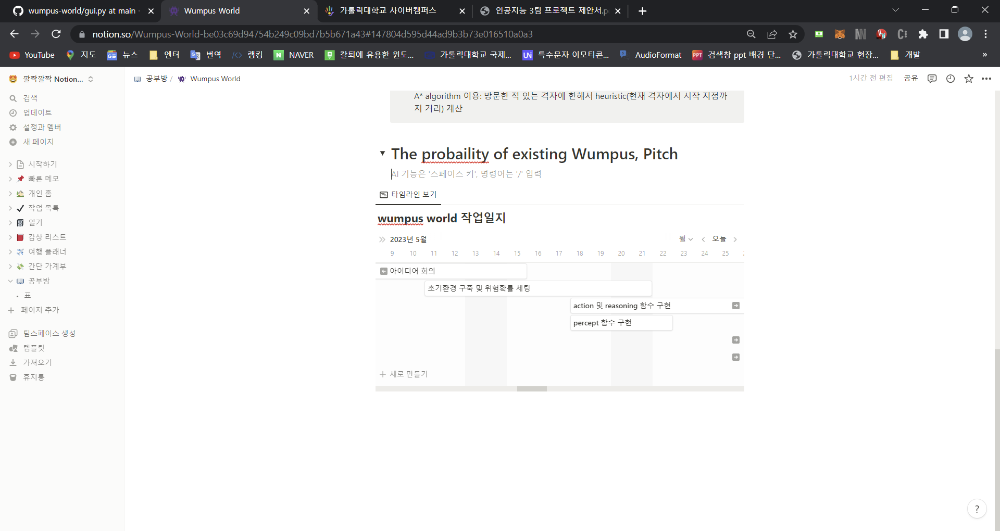 wumpus-world/gui.py at main
Wumpus World
가톨릭대학교 사이버캠퍼스
인공지능 3팀 프로젝트 제안서.p
notion.so/Wumpus-World-be03c69d94754b249c09bd7b5b671a43#147804d595d44ad9b3b73e016510a0a3
YouTube
지도
뉴스
엔터
번역
랭킹
NAVER
칼퇴에 유용한 윈도...
가톨릭대학교 국제...
특수문자 이모티콘...
AudioFormat
검색창 ppt 배경 단...
가톨릭대학교 현장...
개발
»
깔짝깔짝 Notion...
공부방 / Wumpus World
1시간 전 편집
공유
검색
업데이트
설정과 멤버
새 페이지
시작하기
빠른 메모
개인 홈
작업 목록
일기
감상 리스트
여행 플래너
간단 가계부
공부방
표
페이지 추가
팀스페이스 생성
템플릿
가져오기
휴지통
A* algorithm 이용: 방문한 적 있는 격자에 한해서 heuristic(현재 격자에서 시작 지점까
지 거리) 계산
The probaility of existing Wumpus, Pitch
AI 기능은 '스페이스 키', 명령어는 '/' 입력
타임라인 보기
wumpus world 작업일지
2023년 5월
월
오늘
9 10 11 12 13 14 15 16 17 18 19 20 21 22 23 24 25
아이디어 회의
초기환경 구축 및 위험확률 세팅
action 및 reasoning 함수 구현
percept 함수 구현
새로 만들기
?